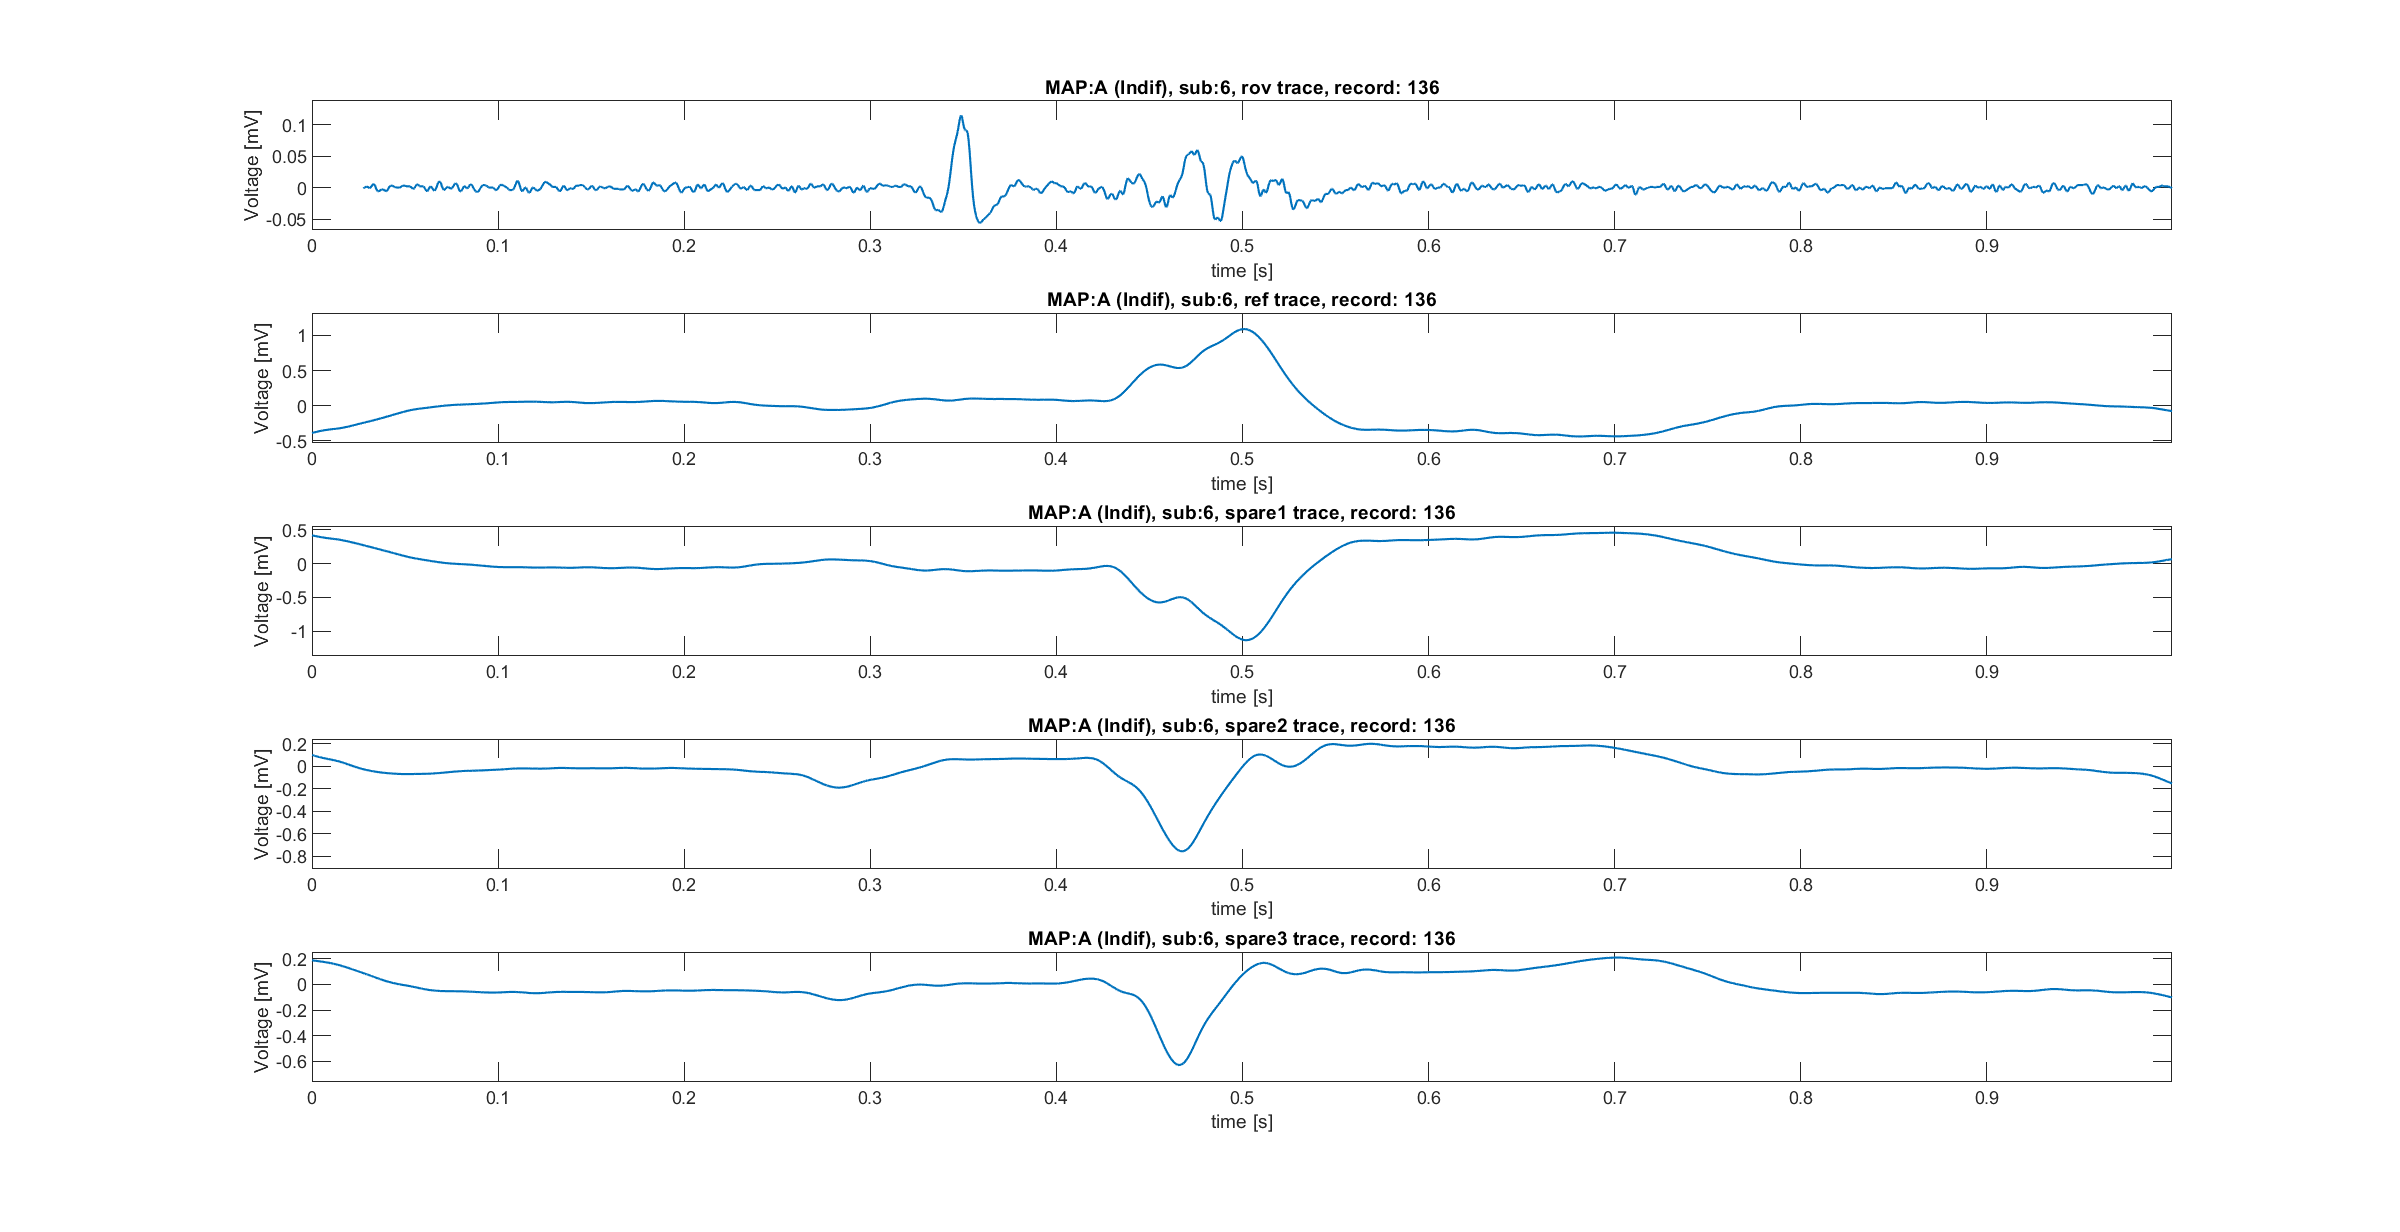 MAP:A (Indif), sub:6, rov trace, record: 136
Voltage [mV]
0.1
0.05
0
-0.05
0 0.1 0.2 0.3 0.4 0.5 0.6 0.7 0.8 0.9
time [s]
MAP:A (Indif), sub:6, ref trace, record: 136
Voltage [mV]
1
0.5
0
-0.5
0 0.1 0.2 0.3 0.4 0.5 0.6 0.7 0.8 0.9
time [s]
MAP:A (Indif), sub:6, spare1 trace, record: 136
Voltage [mV]
0.5
0
-0.5
-1
0 0.1 0.2 0.3 0.4 0.5 0.6 0.7 0.8 0.9
time [s]
MAP:A (Indif), sub:6, spare2 trace, record: 136
Voltage [mV]
0.2
0
-0.2
-0.4
-0.6
-0.8
0 0.1 0.2 0.3 0.4 0.5 0.6 0.7 0.8 0.9
time [s]
MAP:A (Indif), sub:6, spare3 trace, record: 136
Voltage [mV]
0.2
0
-0.2
-0.4
-0.6
0 0.1 0.2 0.3 0.4 0.5 0.6 0.7 0.8 0.9
time [s]